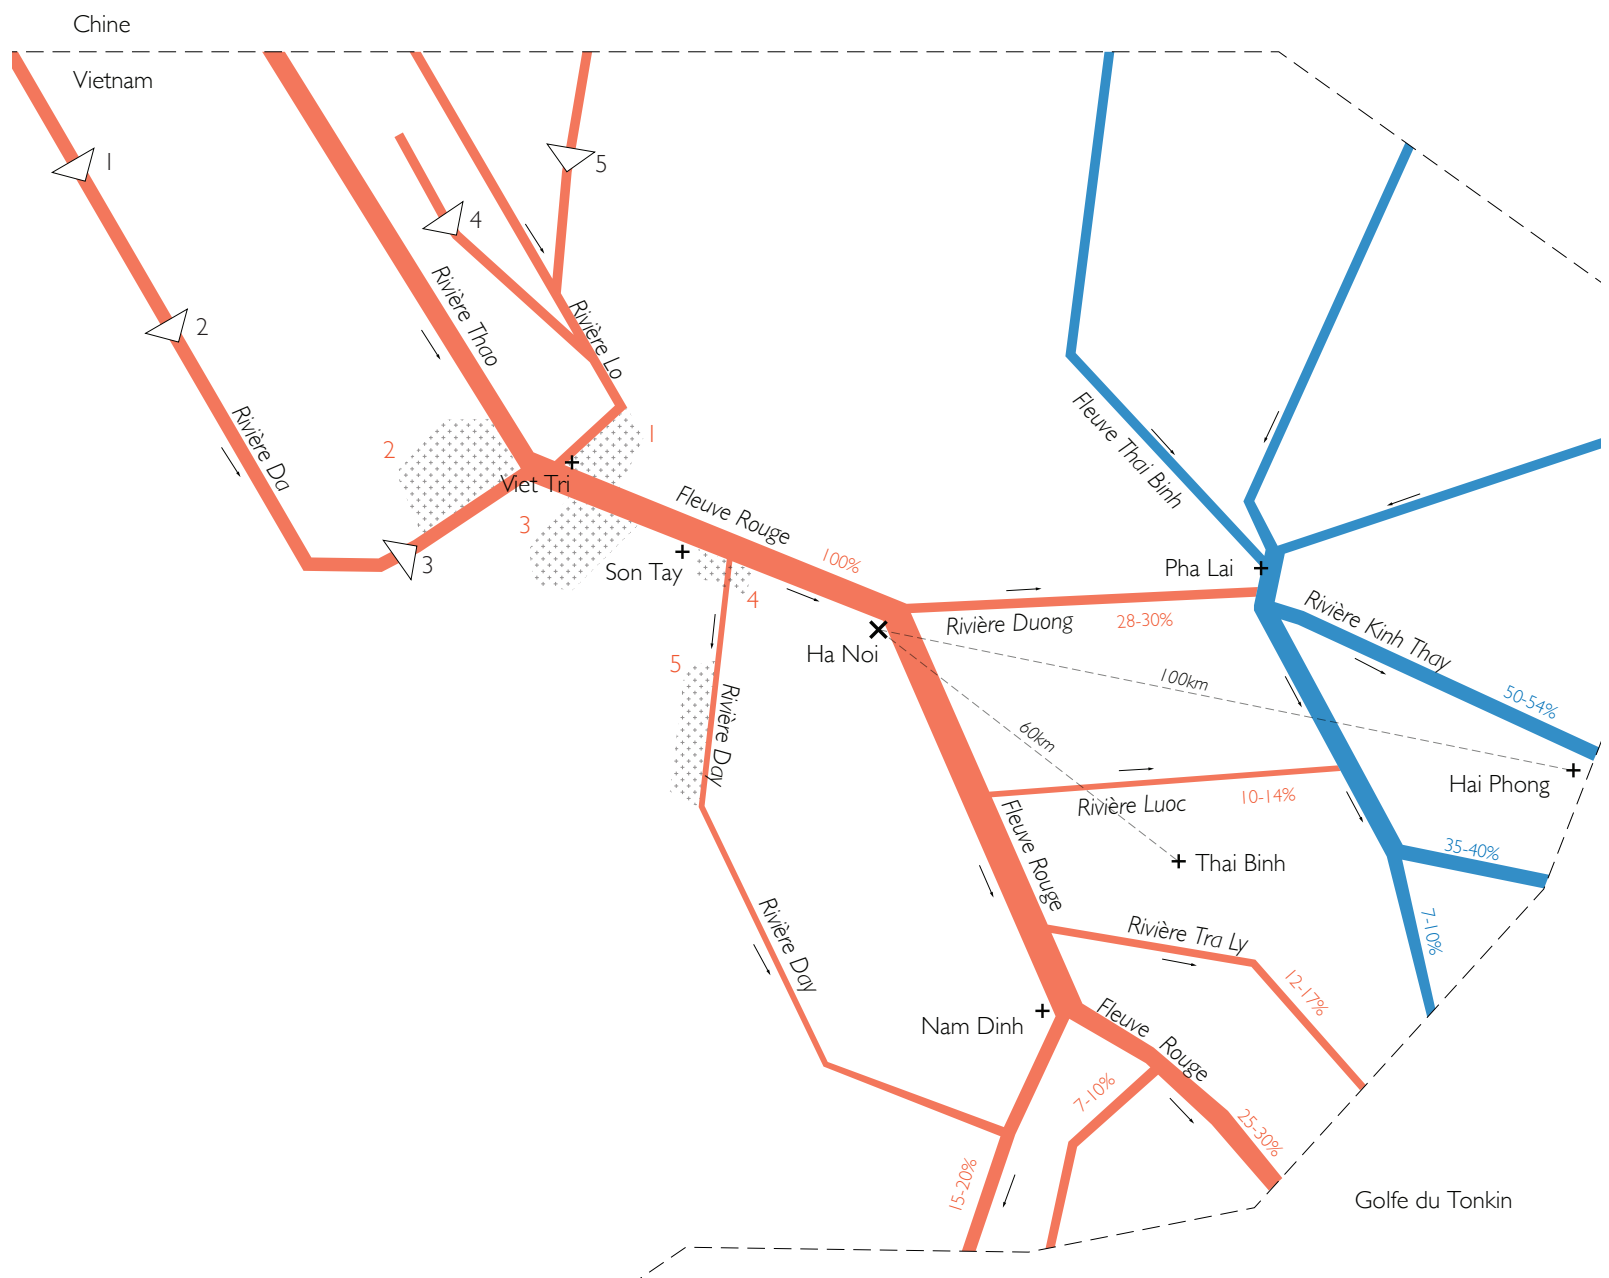 Chine
Vietnam
1
2
3
4
5
Rivière Thao
Rivière Lo
Rivière Da
2
1
3
Viet Tri
Fleuve Rouge
100%
Son Tay
4
5
Ha Noi
Rivière Duong
28-30%
Fleuve Thai Binh
Pha Lai
Rivière Kinh Thay
50-54%
100km
60km
Hai Phong
Rivière Day
Rivière Luoc
10-14%
Fleuve Rouge
Thai Binh
35-40%
7-10%
Rivière Day
Rivière Tra Ly
12-17%
Nam Dinh
Fleuve Rouge
7-10%
25-30%
15-20%
Golfe du Tonkin